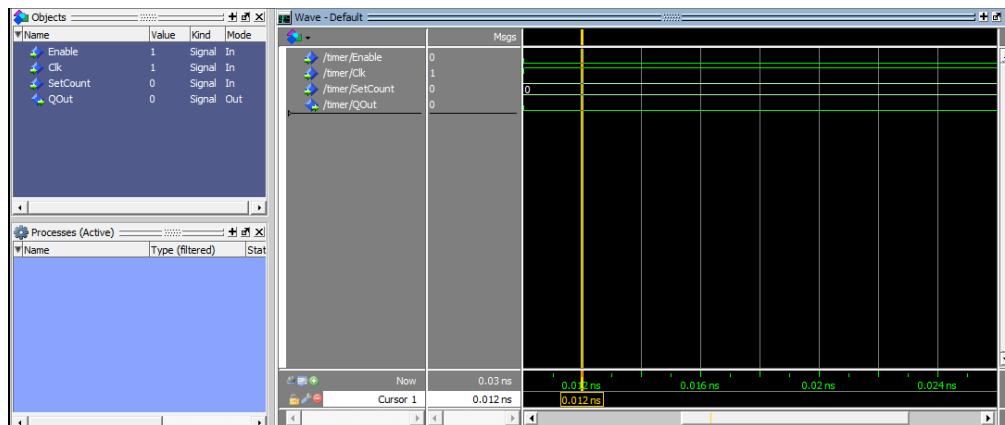 Objects
Name Value Kind Mode
Enable 1 Signal In
Clk 1 Signal In
SetCount 0 Signal In
QOut 0 Signal Out
Processes (Active)
Name Type (filtered) Stat
Wave - Default
Msgs
/timer/Enable 0
/timer/Clk 1
/timer/SetCount 0 0
/timer/QOut 0
Now 0.03 ns 0.012 ns 0.016 ns 0.02 ns 0.024 ns
Cursor 1 0.012 ns 0.012 ns